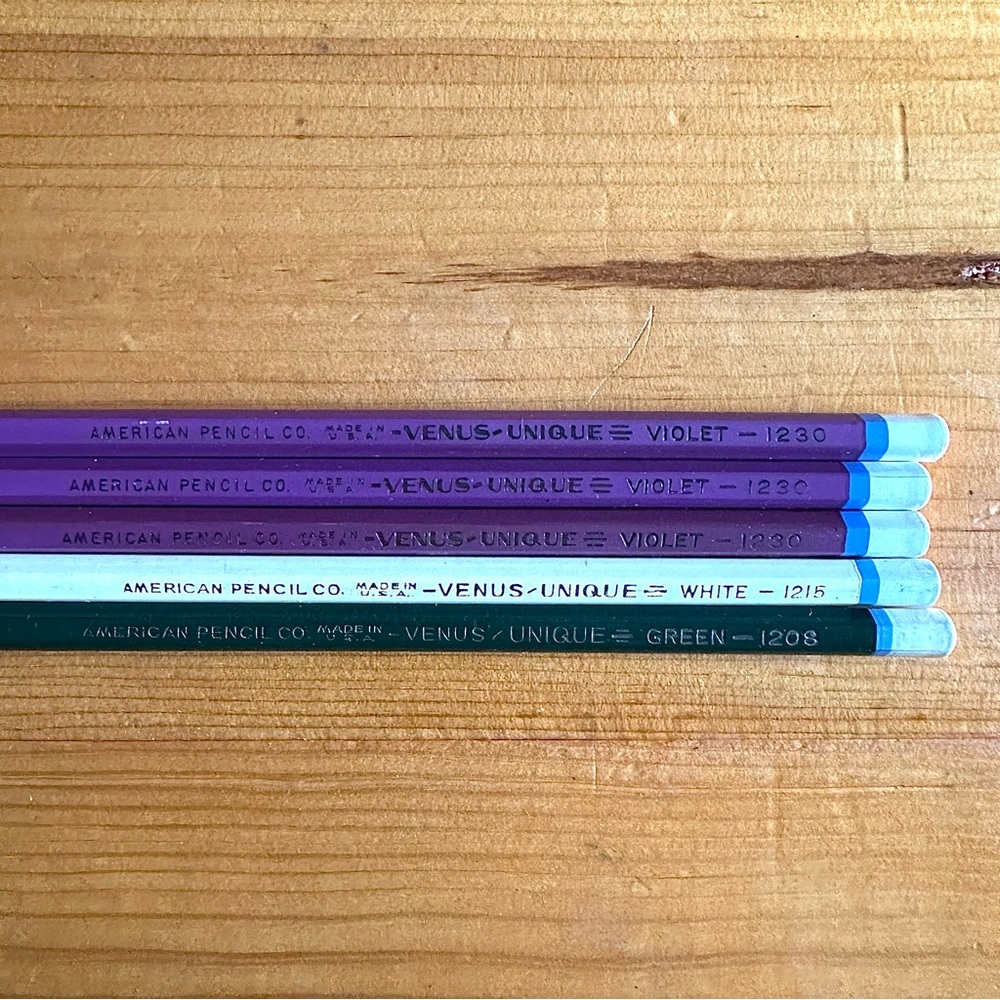 AMERICAN PENCIL CO. MADE IN U.S.A. -VENUS-UNIQUE= VIOLET - 1230
AMERICAN PENCIL CO. MADE IN U.S.A. -VENUS-UNIQUE= VIOLET - 1230
AMERICAN PENCIL CO. MADE IN U.S.A. -VENUS-UNIQUE= VIOLET - 1230
AMERICAN PENCIL CO. MADE IN U.S.A. -VENUS-UNIQUE= WHITE - 1215
AMERICAN PENCIL CO. MADE IN U.S.A. -VENUS-UNIQUE= GREEN - 1208